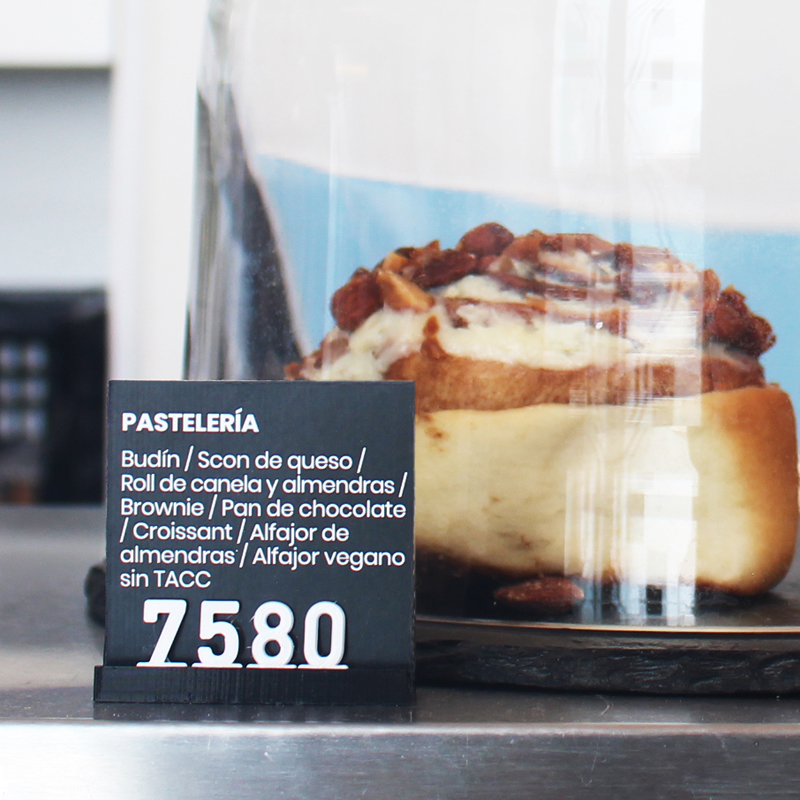 PASTELERÍA
Budín / Scon de queso /
Roll de canela y almendras /
Brownie / Pan de chocolate
/ Croissant / Alfajor de
almendras / Alfajor vegano
sin TACC
7580